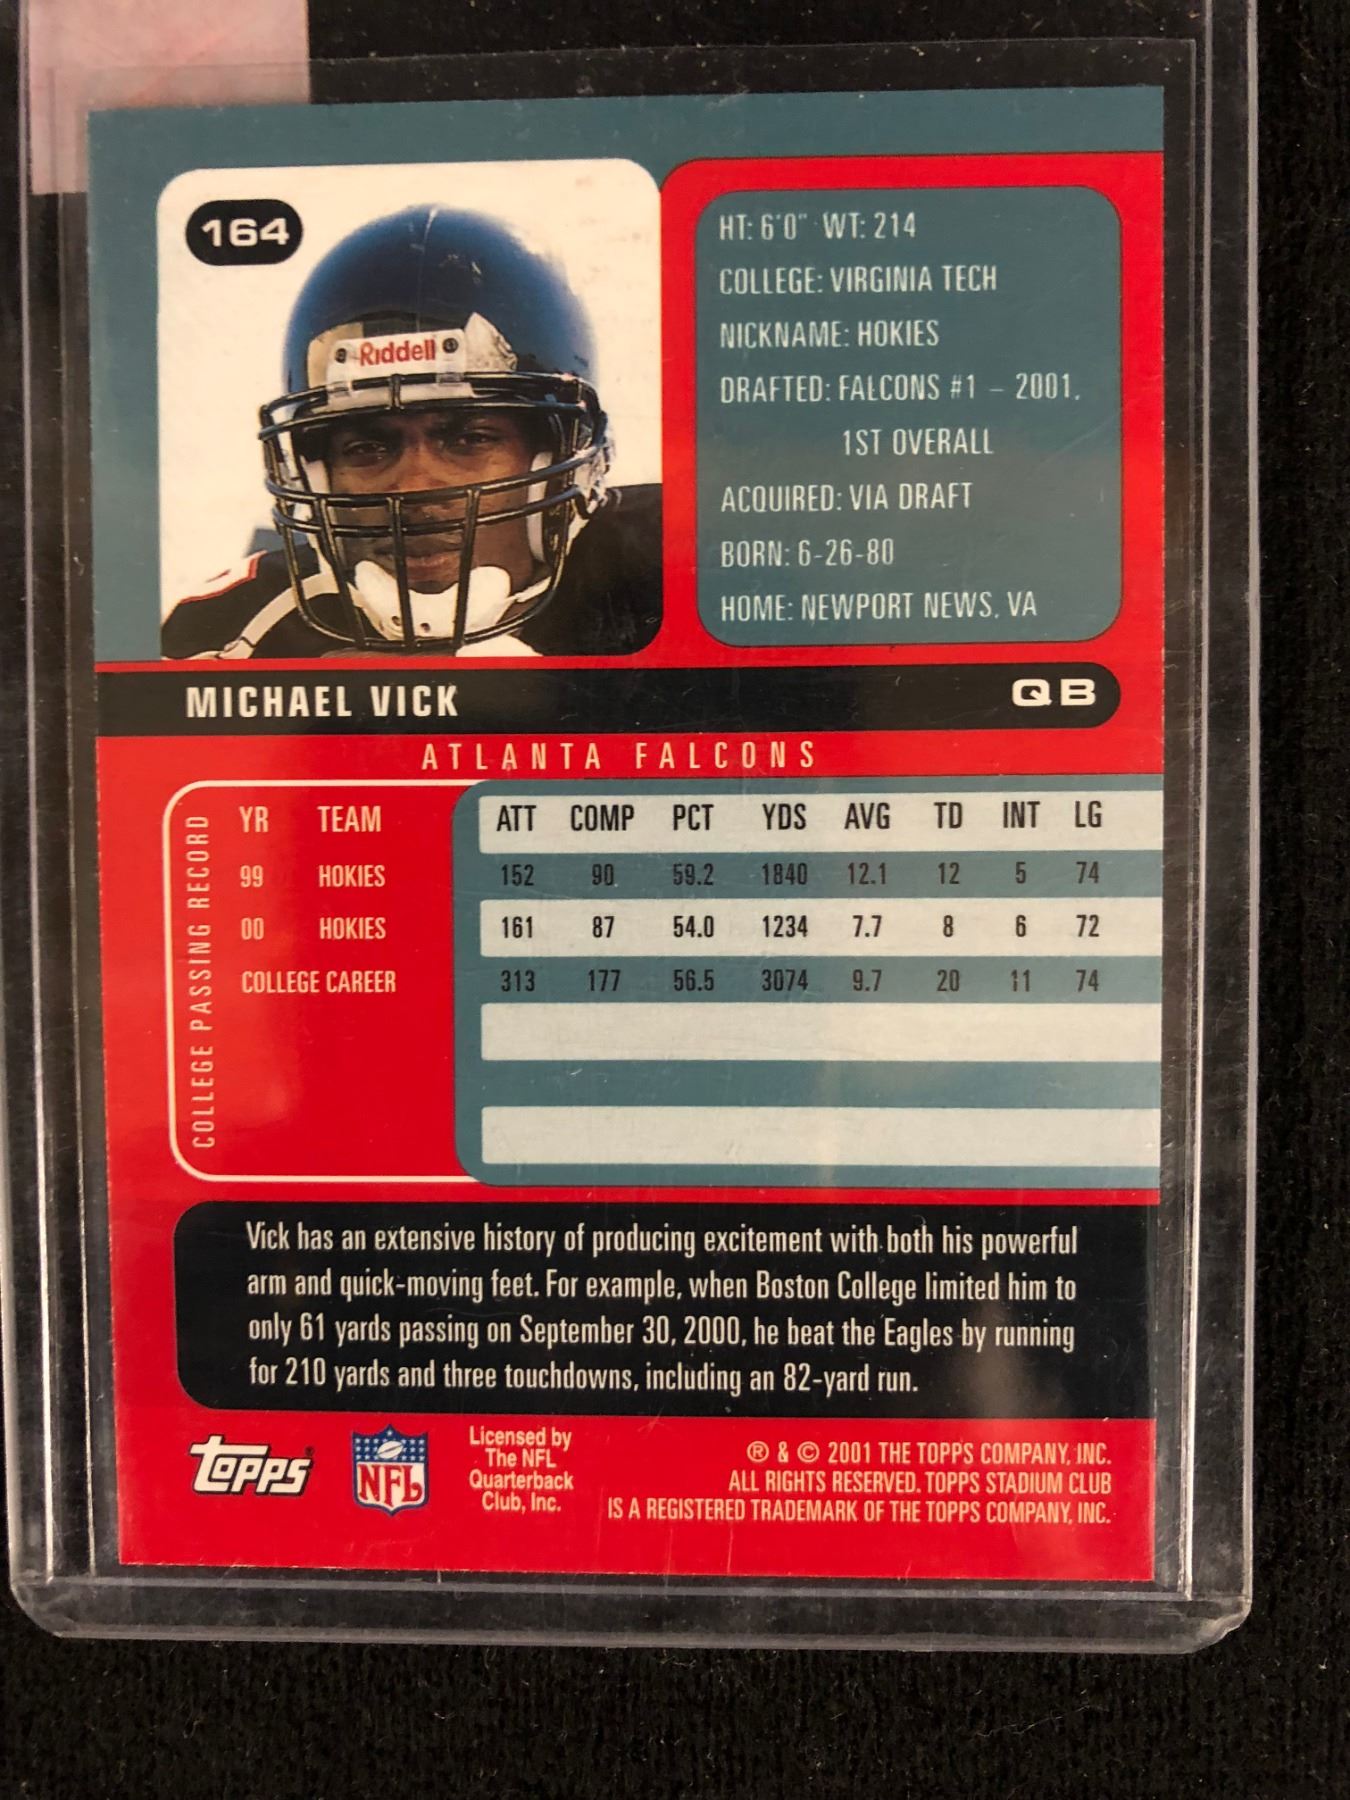 164
Riddell
HT: 6'0" WT: 214
COLLEGE: VIRGINIA TECH
NICKNAME: HOKIES
DRAFTED: FALCONS #1 – 2001,
1ST OVERALL
ACQUIRED: VIA DRAFT
BORN: 6-26-80
HOME: NEWPORT NEWS, VA
MICHAEL VICK QB
ATLANTA FALCONS
COLLEGE PASSING RECORD
YR TEAM ATT COMP PCT YDS AVG TD INT LG
99 HOKIES 152 90 59.2 1840 12.1 12 5 74
00 HOKIES 161 87 54.0 1234 7.7 8 6 72
COLLEGE CAREER 313 177 56.5 3074 9.7 20 11 74
Vick has an extensive history of producing excitement with both his powerful
arm and quick-moving feet. For example, when Boston College limited him to
only 61 yards passing on September 30, 2000, he beat the Eagles by running
for 210 yards and three touchdowns, including an 82-yard run.
Topps®
NFL
Licensed by
The NFL
Quarterback
Club, Inc.
® & © 2001 THE TOPPS COMPANY, INC.
ALL RIGHTS RESERVED. TOPPS STADIUM CLUB
IS A REGISTERED TRADEMARK OF THE TOPPS COMPANY, INC.